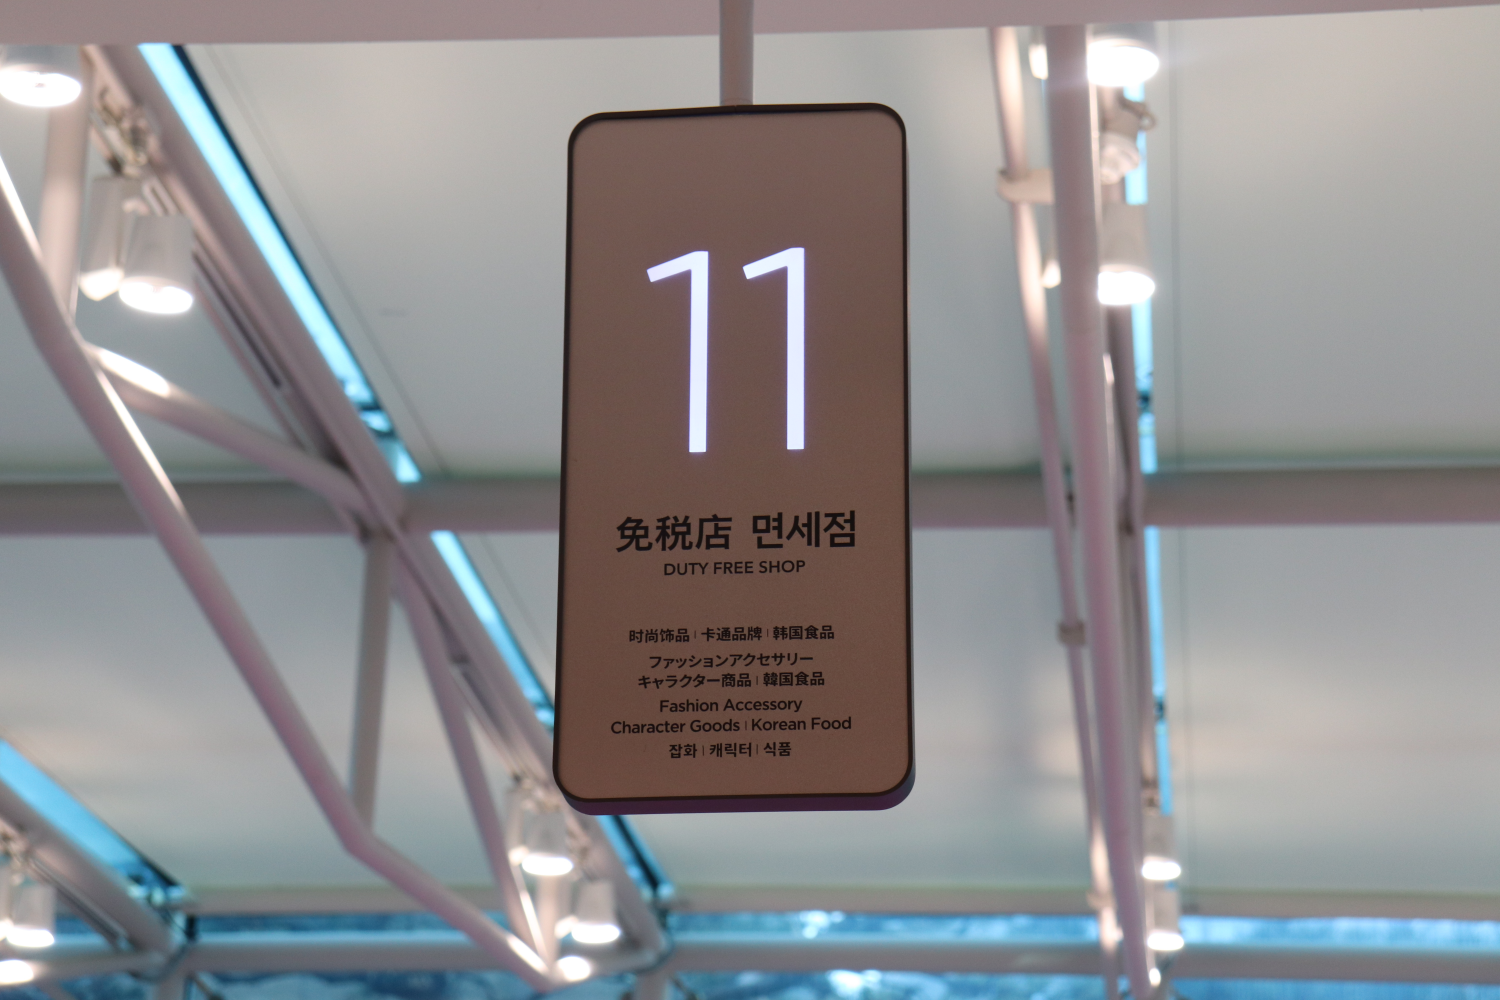 11
免税店 면세점
DUTY FREE SHOP
时尚饰品 | 卡通品牌 | 韩国食品
ファッションアクセサリー
キャラクター商品 | 韓国食品
Fashion Accessory
Character Goods | Korean Food
잡화 | 캐릭터 | 식품